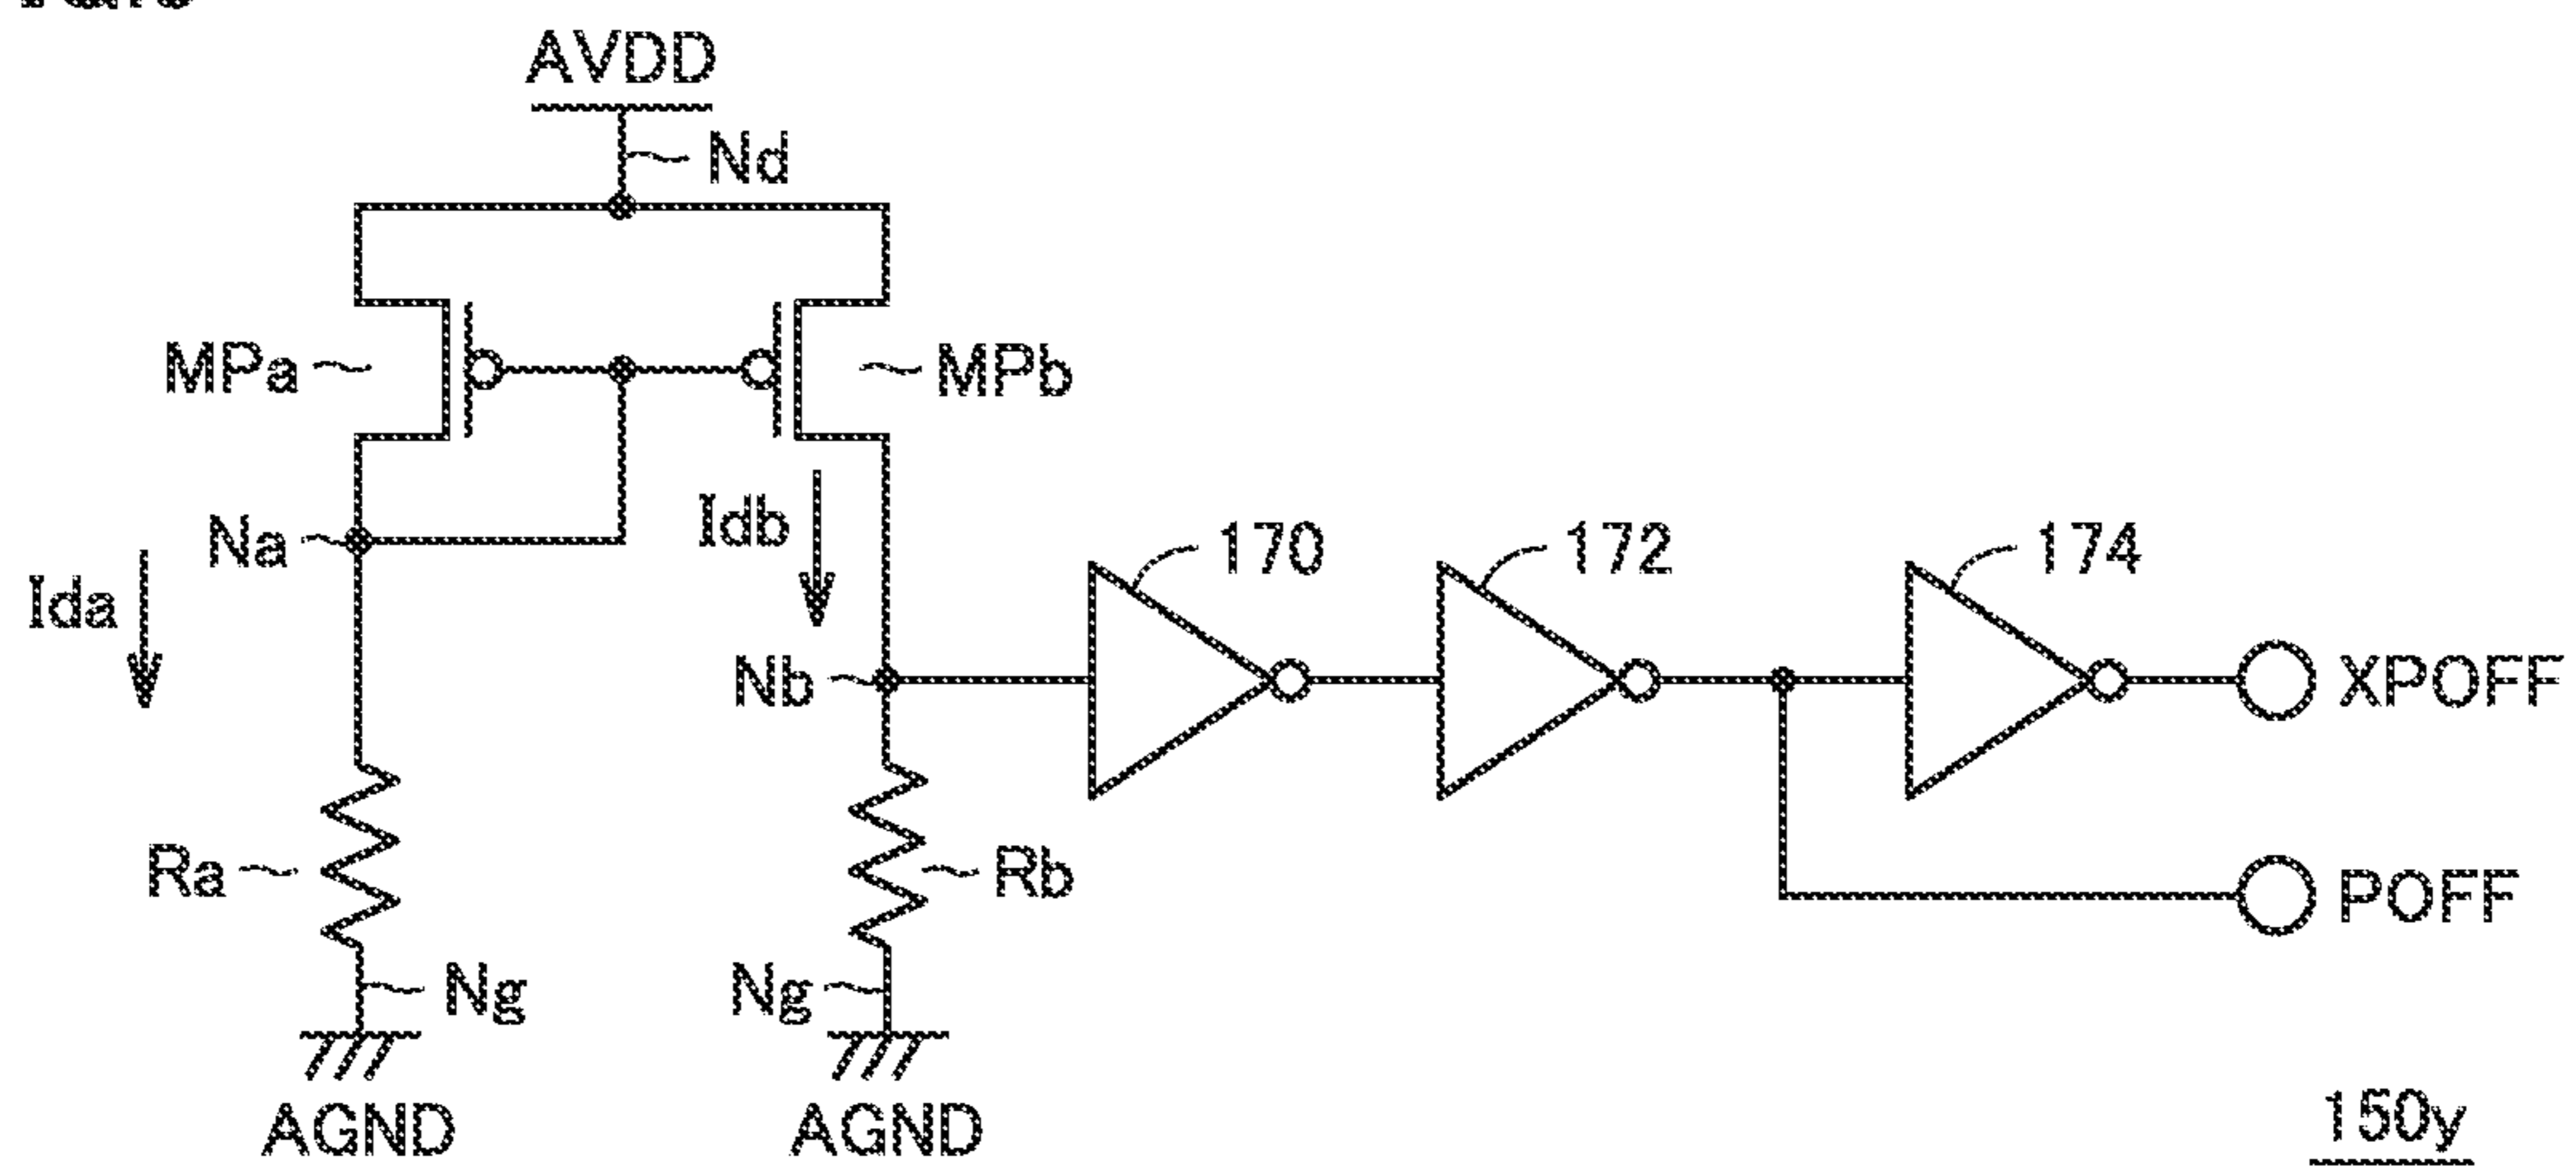 AVDD
Nd
MPa
MPb
Na
Idb
Ida
170
172
174
Nb
XPOFF
Ra
Rb
POFF
Ng
Ng
AGND
AGND
150y